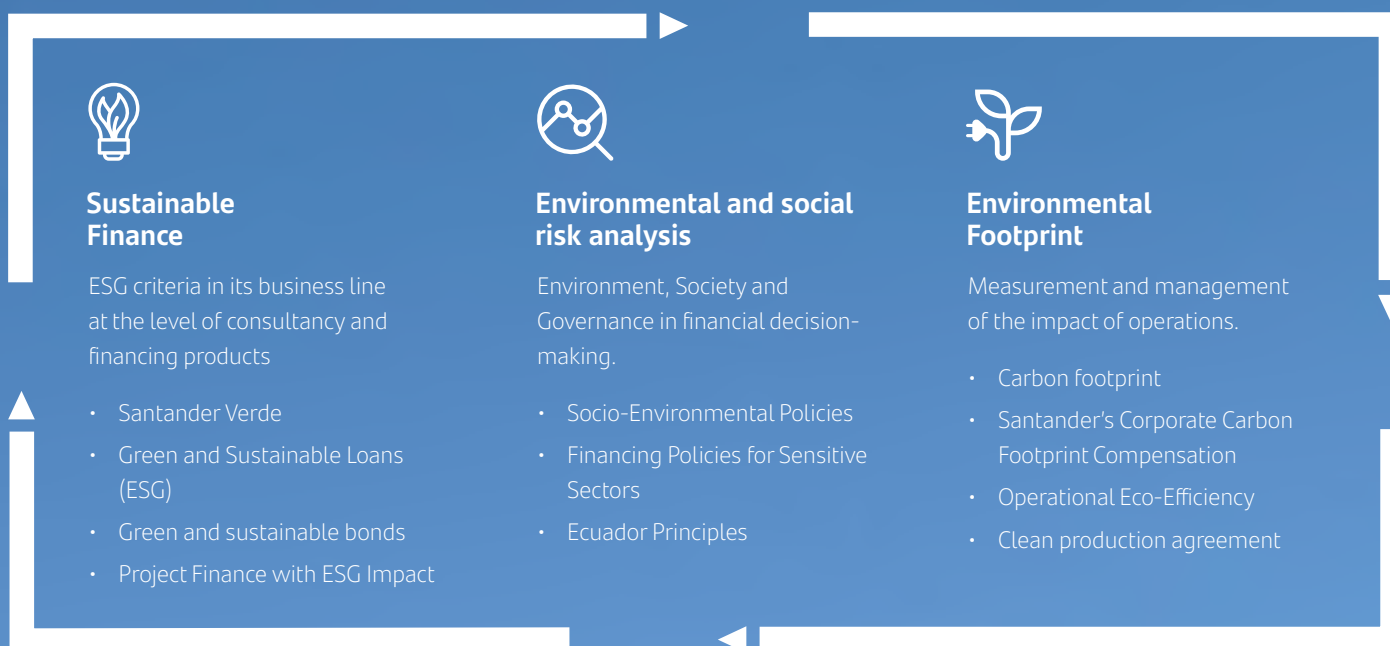 Sustainable
Finance
ESG criteria in its business line
at the level of consultancy and
financing products
• Santander Verde
• Green and Sustainable Loans
(ESG)
• Green and sustainable bonds
• Project Finance with ESG Impact
Environmental and social
risk analysis
Environment, Society and
Governance in financial decision-
making.
• Socio-Environmental Policies
• Financing Policies for Sensitive
Sectors
• Ecuador Principles
Environmental
Footprint
Measurement and management
of the impact of operations.
• Carbon footprint
• Santander's Corporate Carbon
Footprint Compensation
• Operational Eco-Efficiency
• Clean production agreement